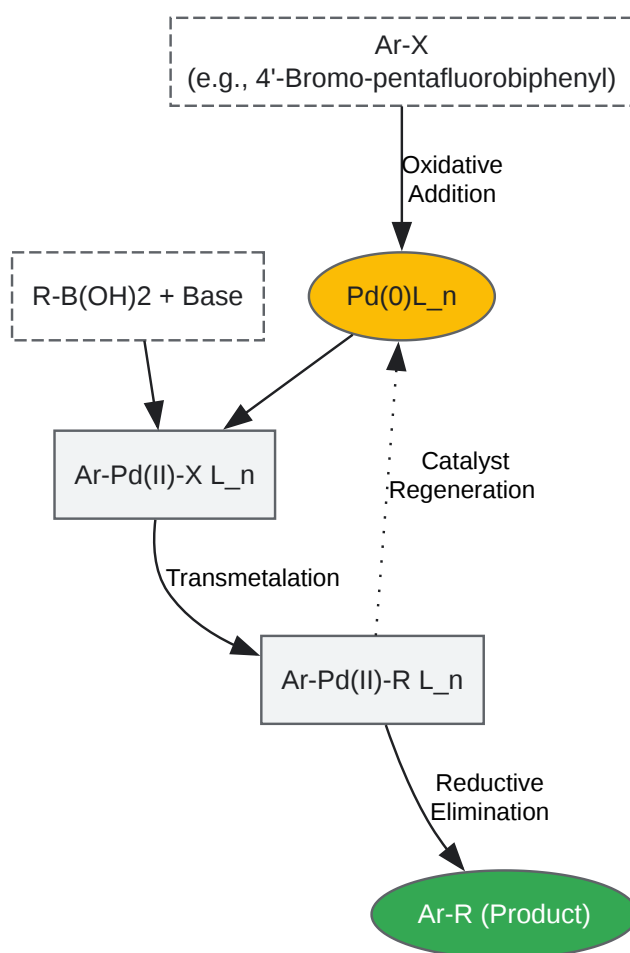 Ar-X
(e.g., 4'-Bromo-pentafluorobiphenyl)
Oxidative
Addition
R-B(OH)2 + Base
Pd(0)L_n
Ar-Pd(II)-X L_n
Catalyst
Regeneration
Transmetalation
Ar-Pd(II)-R L_n
Reductive
Elimination
Ar-R (Product)